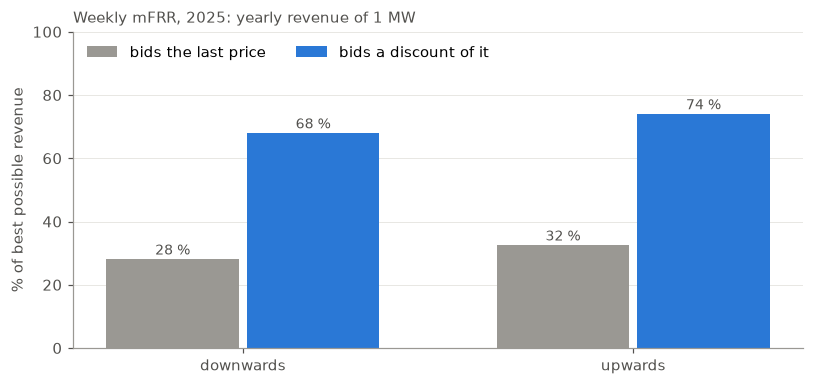 Weekly mFRR, 2025: yearly revenue of 1 MW
bids the last price
bids a discount of it
% of best possible revenue
100
80
60
40
20
0
28 %
68 %
32 %
74 %
downwards
upwards